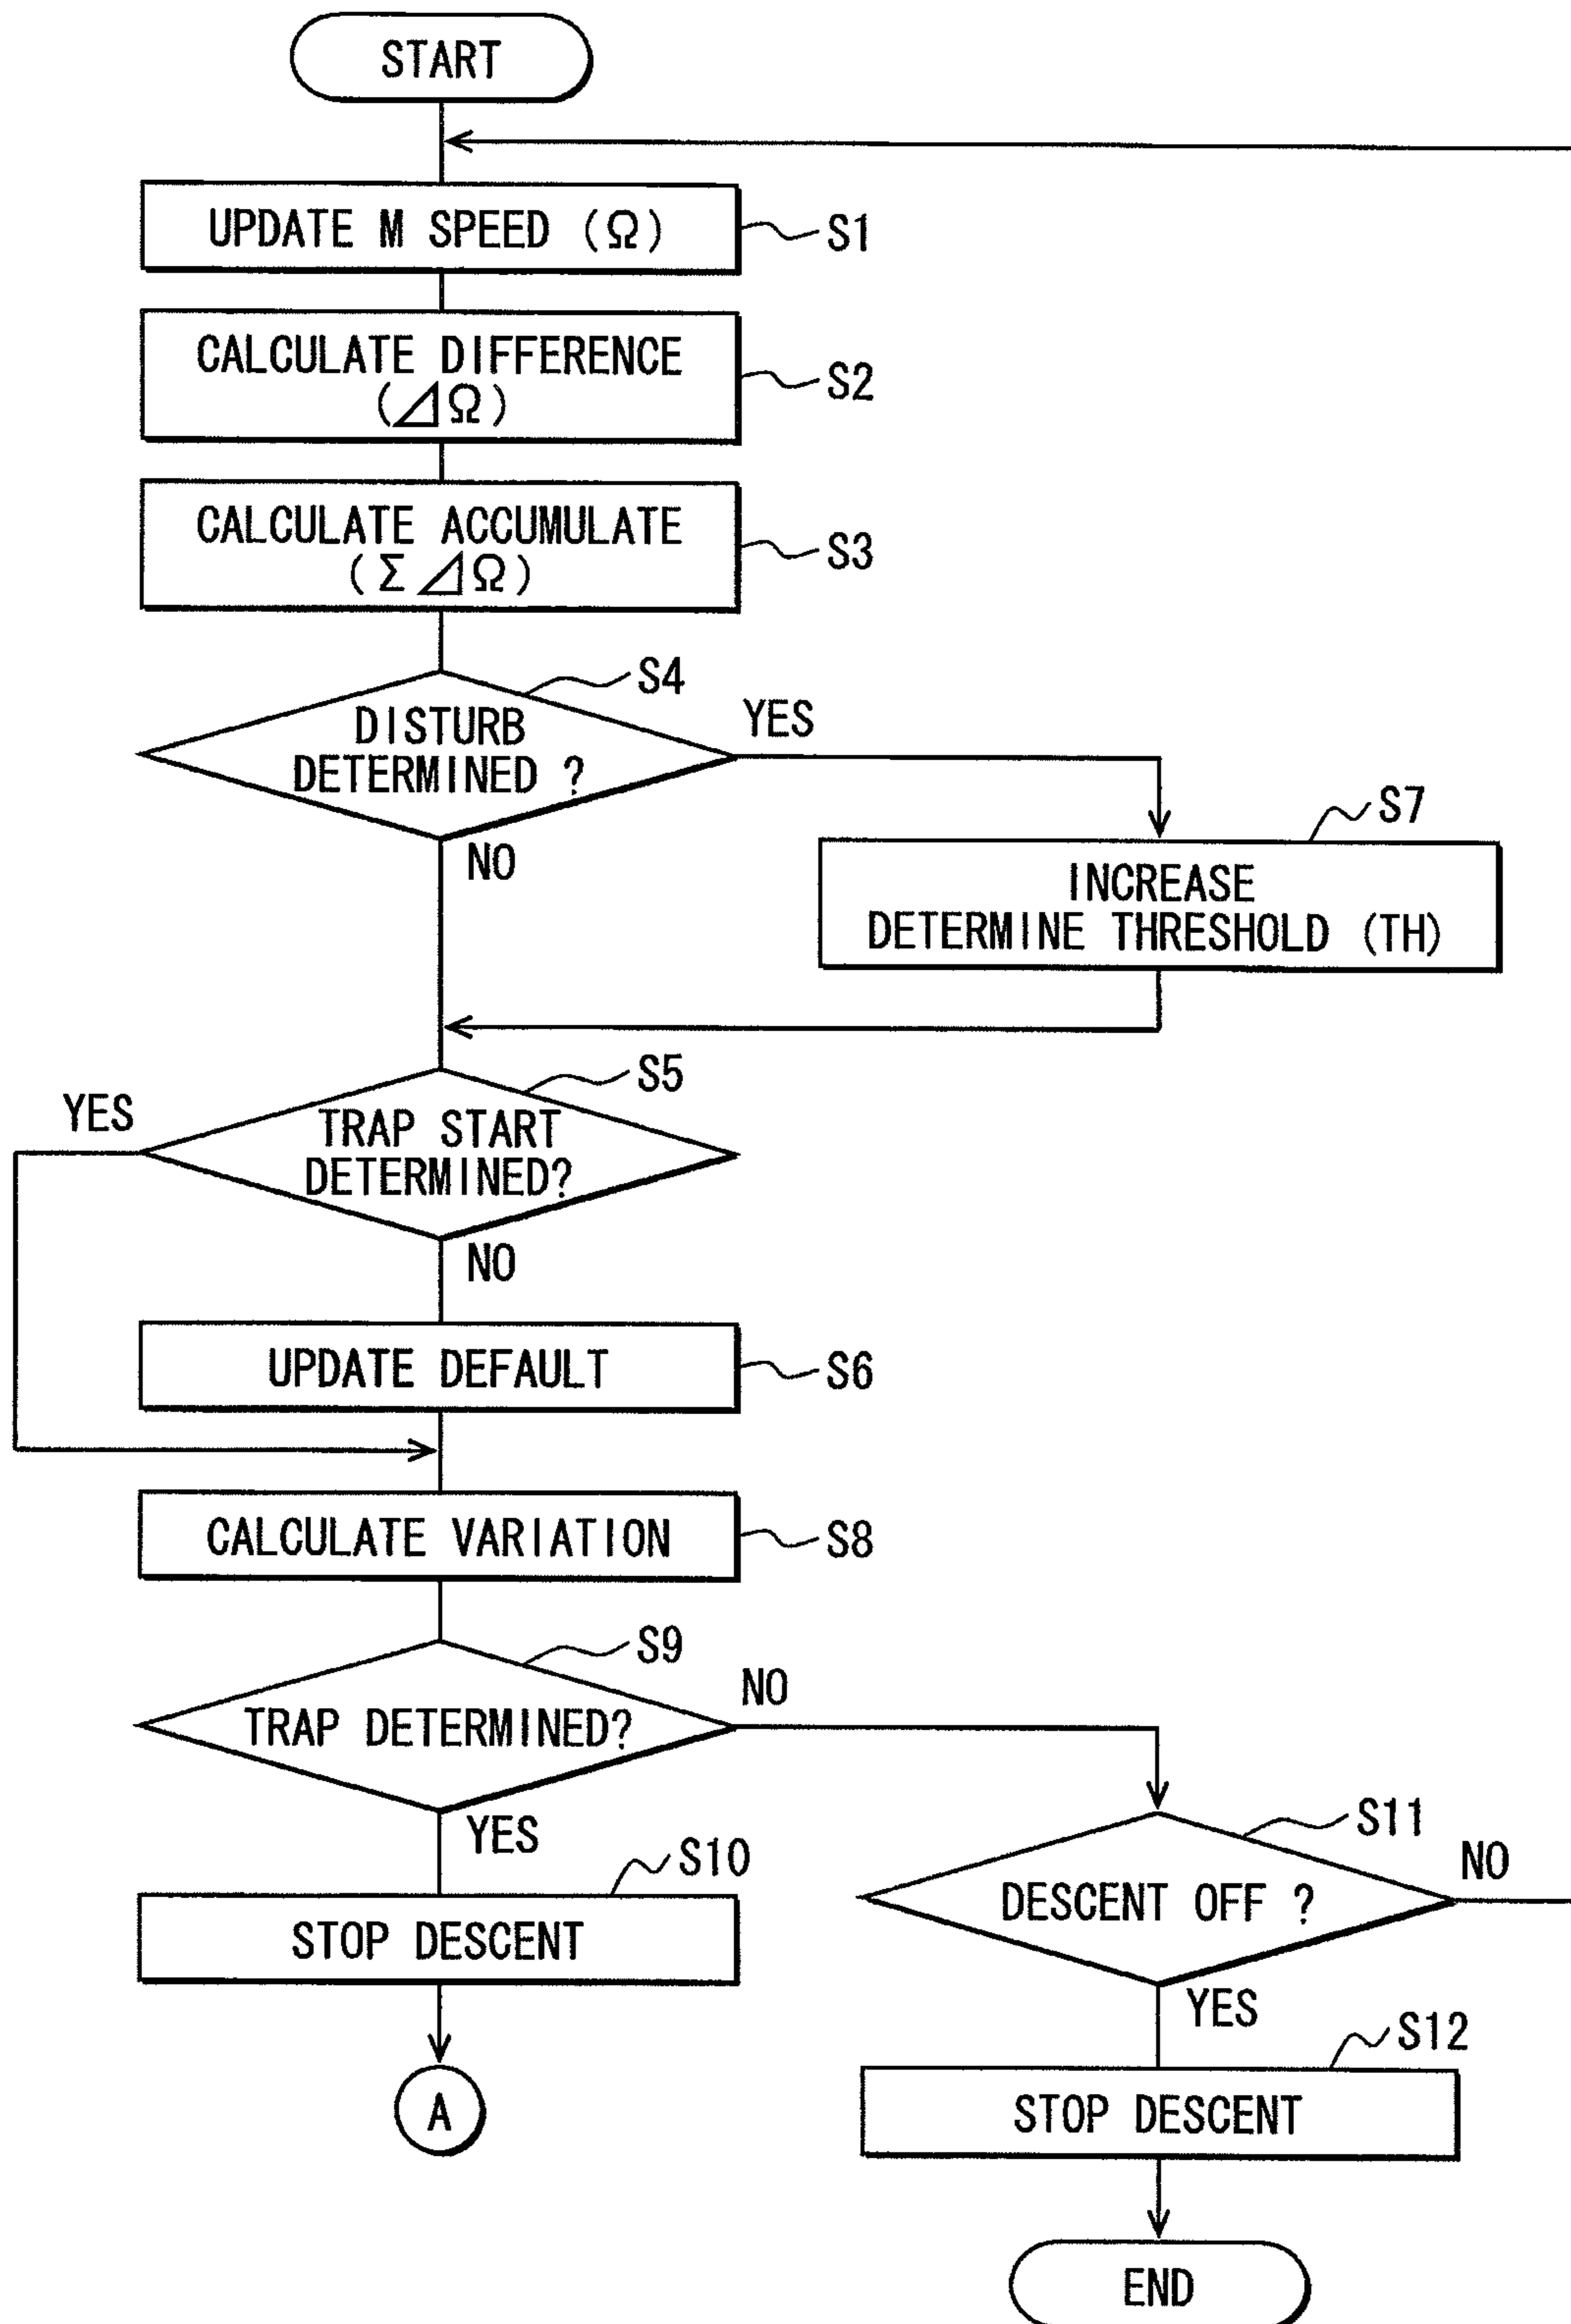 START
UPDATE M SPEED (Ω)
S1
CALCULATE DIFFERENCE
(⊿Ω)
S2
CALCULATE ACCUMULATE
(Σ⊿Ω)
S3
S4
DISTURB
DETERMINED ?
YES
NO
S7
INCREASE
DETERMINE THRESHOLD (TH)
S5
YES
TRAP START
DETERMINED?
NO
UPDATE DEFAULT
S6
CALCULATE VARIATION
S8
S9
TRAP DETERMINED?
NO
YES
S10
STOP DESCENT
A
S11
DESCENT OFF ?
NO
YES
S12
STOP DESCENT
END